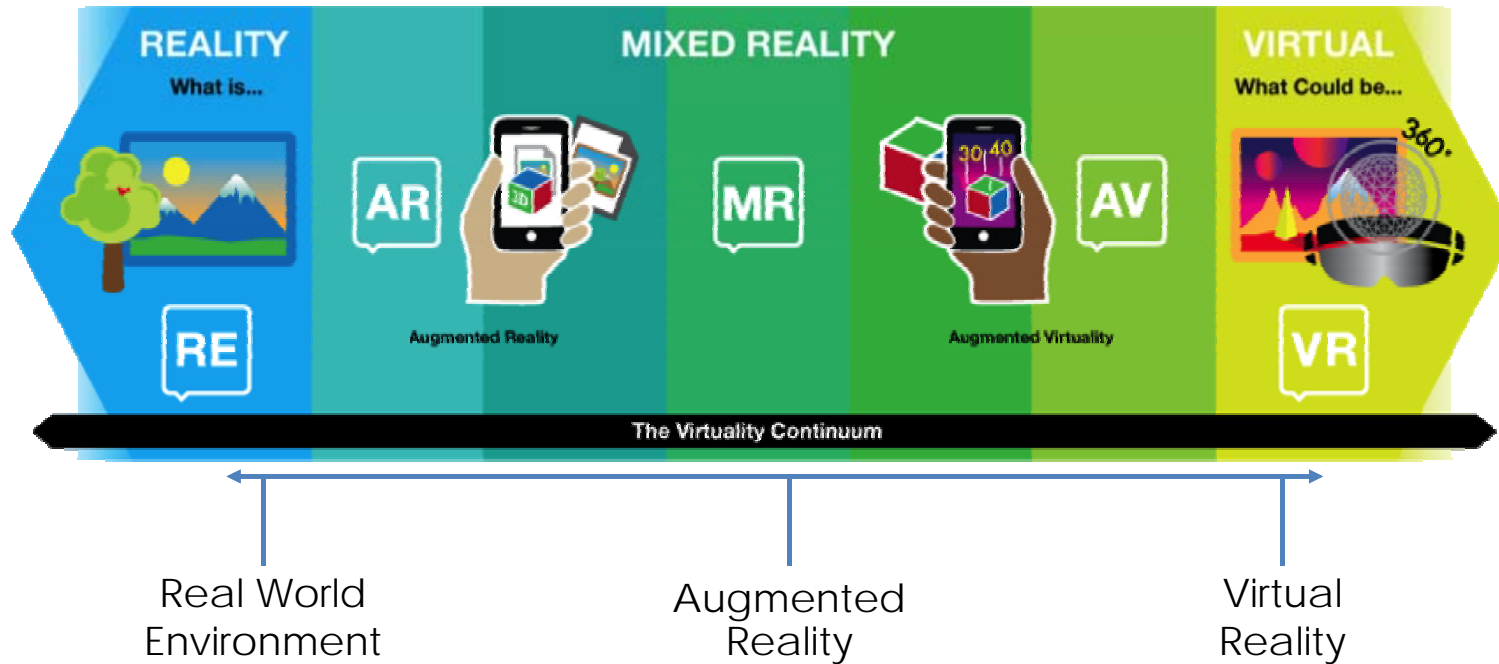 REALITY
MIXED REALITY
VIRTUAL
What is...
What Could be...
360°
AR
3D
MR
30 40
AV
Augmented Reality
Augmented Virtuality
RE
VR
The Virtuality Continuum
Real World
Environment
Augmented
Reality
Virtual
Reality